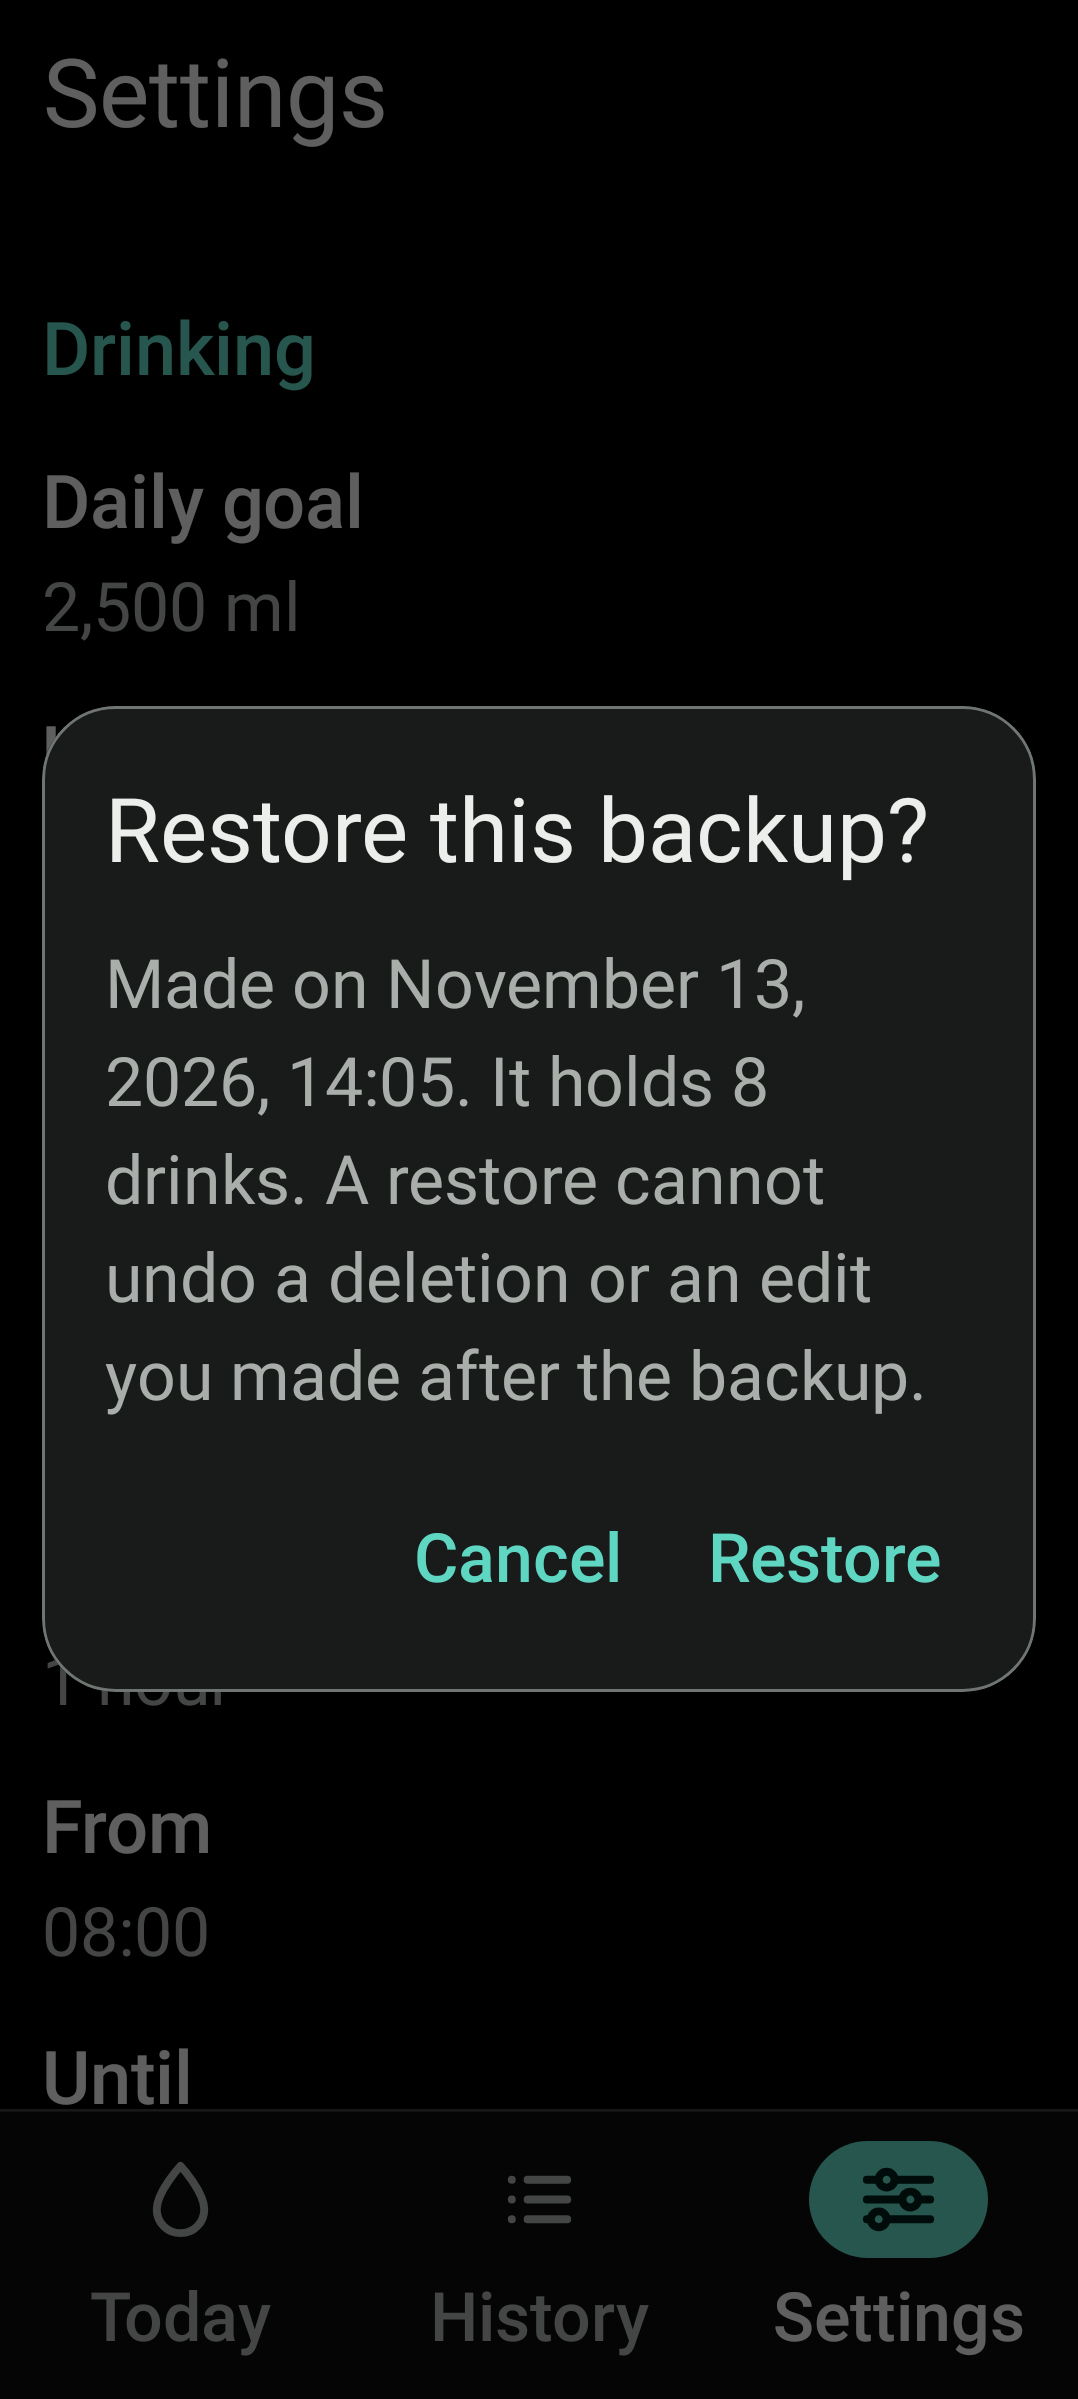 Settings
Drinking
Daily goal
2,500 ml
Restore this backup?
Made on November 13,
2026, 14:05. It holds 8
drinks. A restore cannot
undo a deletion or an edit
you made after the backup.
Cancel Restore
1 hour
From
08:00
Until
Today History Settings